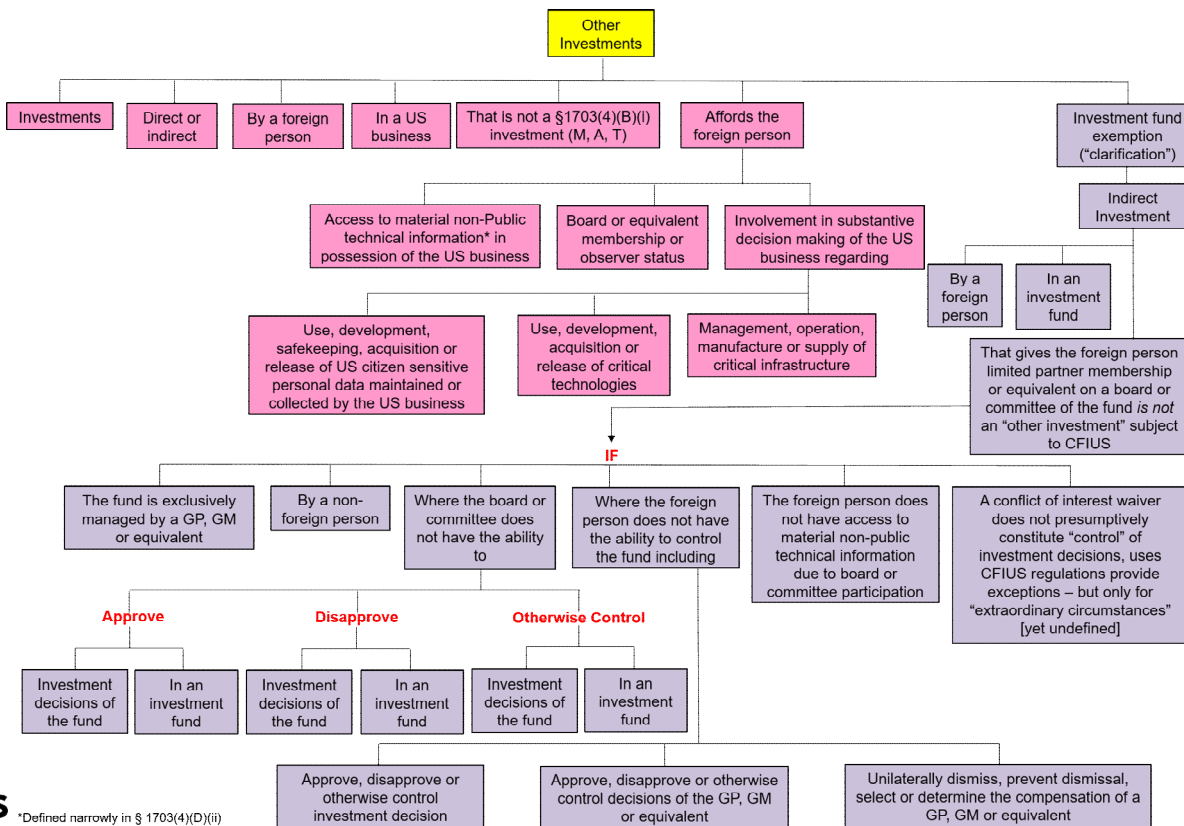 Other
Investments
Investments
Direct or
indirect
By a foreign
person
In a US
business
That is not a §1703(4)(B)(I)
investment (M, A, T)
Affords the
foreign person
Investment fund
exemption
(“clarification”)
Indirect
Investment
Access to material non-Public
technical information* in
possession of the US business
Board or equivalent
membership or
observer status
Involvement in substantive
decision making of the US
business regarding
By a
foreign
person
In an
investment
fund
Use, development,
safekeeping, acquisition or
release of US citizen sensitive
personal data maintained or
collected by the US business
Use, development,
acquisition or
release of critical
technologies
Management, operation,
manufacture or supply of
critical infrastructure
That gives the foreign person
limited partner membership
or equivalent on a board or
committee of the fund is not
an “other investment” subject
to CFIUS
IF
The fund is exclusively
managed by a GP, GM
or equivalent
By a non-
foreign person
Where the board or
committee does
not have the ability
to
Where the foreign
person does not have
the ability to control
the fund including
The foreign person does
not have access to
material non-public
technical information
due to board or
committee participation
A conflict of interest waiver
does not presumptively
constitute “control” of
investment decisions, uses
CFIUS regulations provide
exceptions – but only for
“extraordinary circumstances”
[yet undefined]
Approve
Disapprove
Otherwise Control
Investment
decisions of
the fund
In an
investment
fund
Investment
decisions of
the fund
In an
investment
fund
Investment
decisions of
the fund
In an
investment
fund
Approve, disapprove or
otherwise control
investment decision
Approve, disapprove or otherwise
control decisions of the GP, GM
or equivalent
Unilaterally dismiss, prevent dismissal,
select or determine the compensation of a
GP, GM or equivalent
s
*Defined narrowly in § 1703(4)(D)(ii)